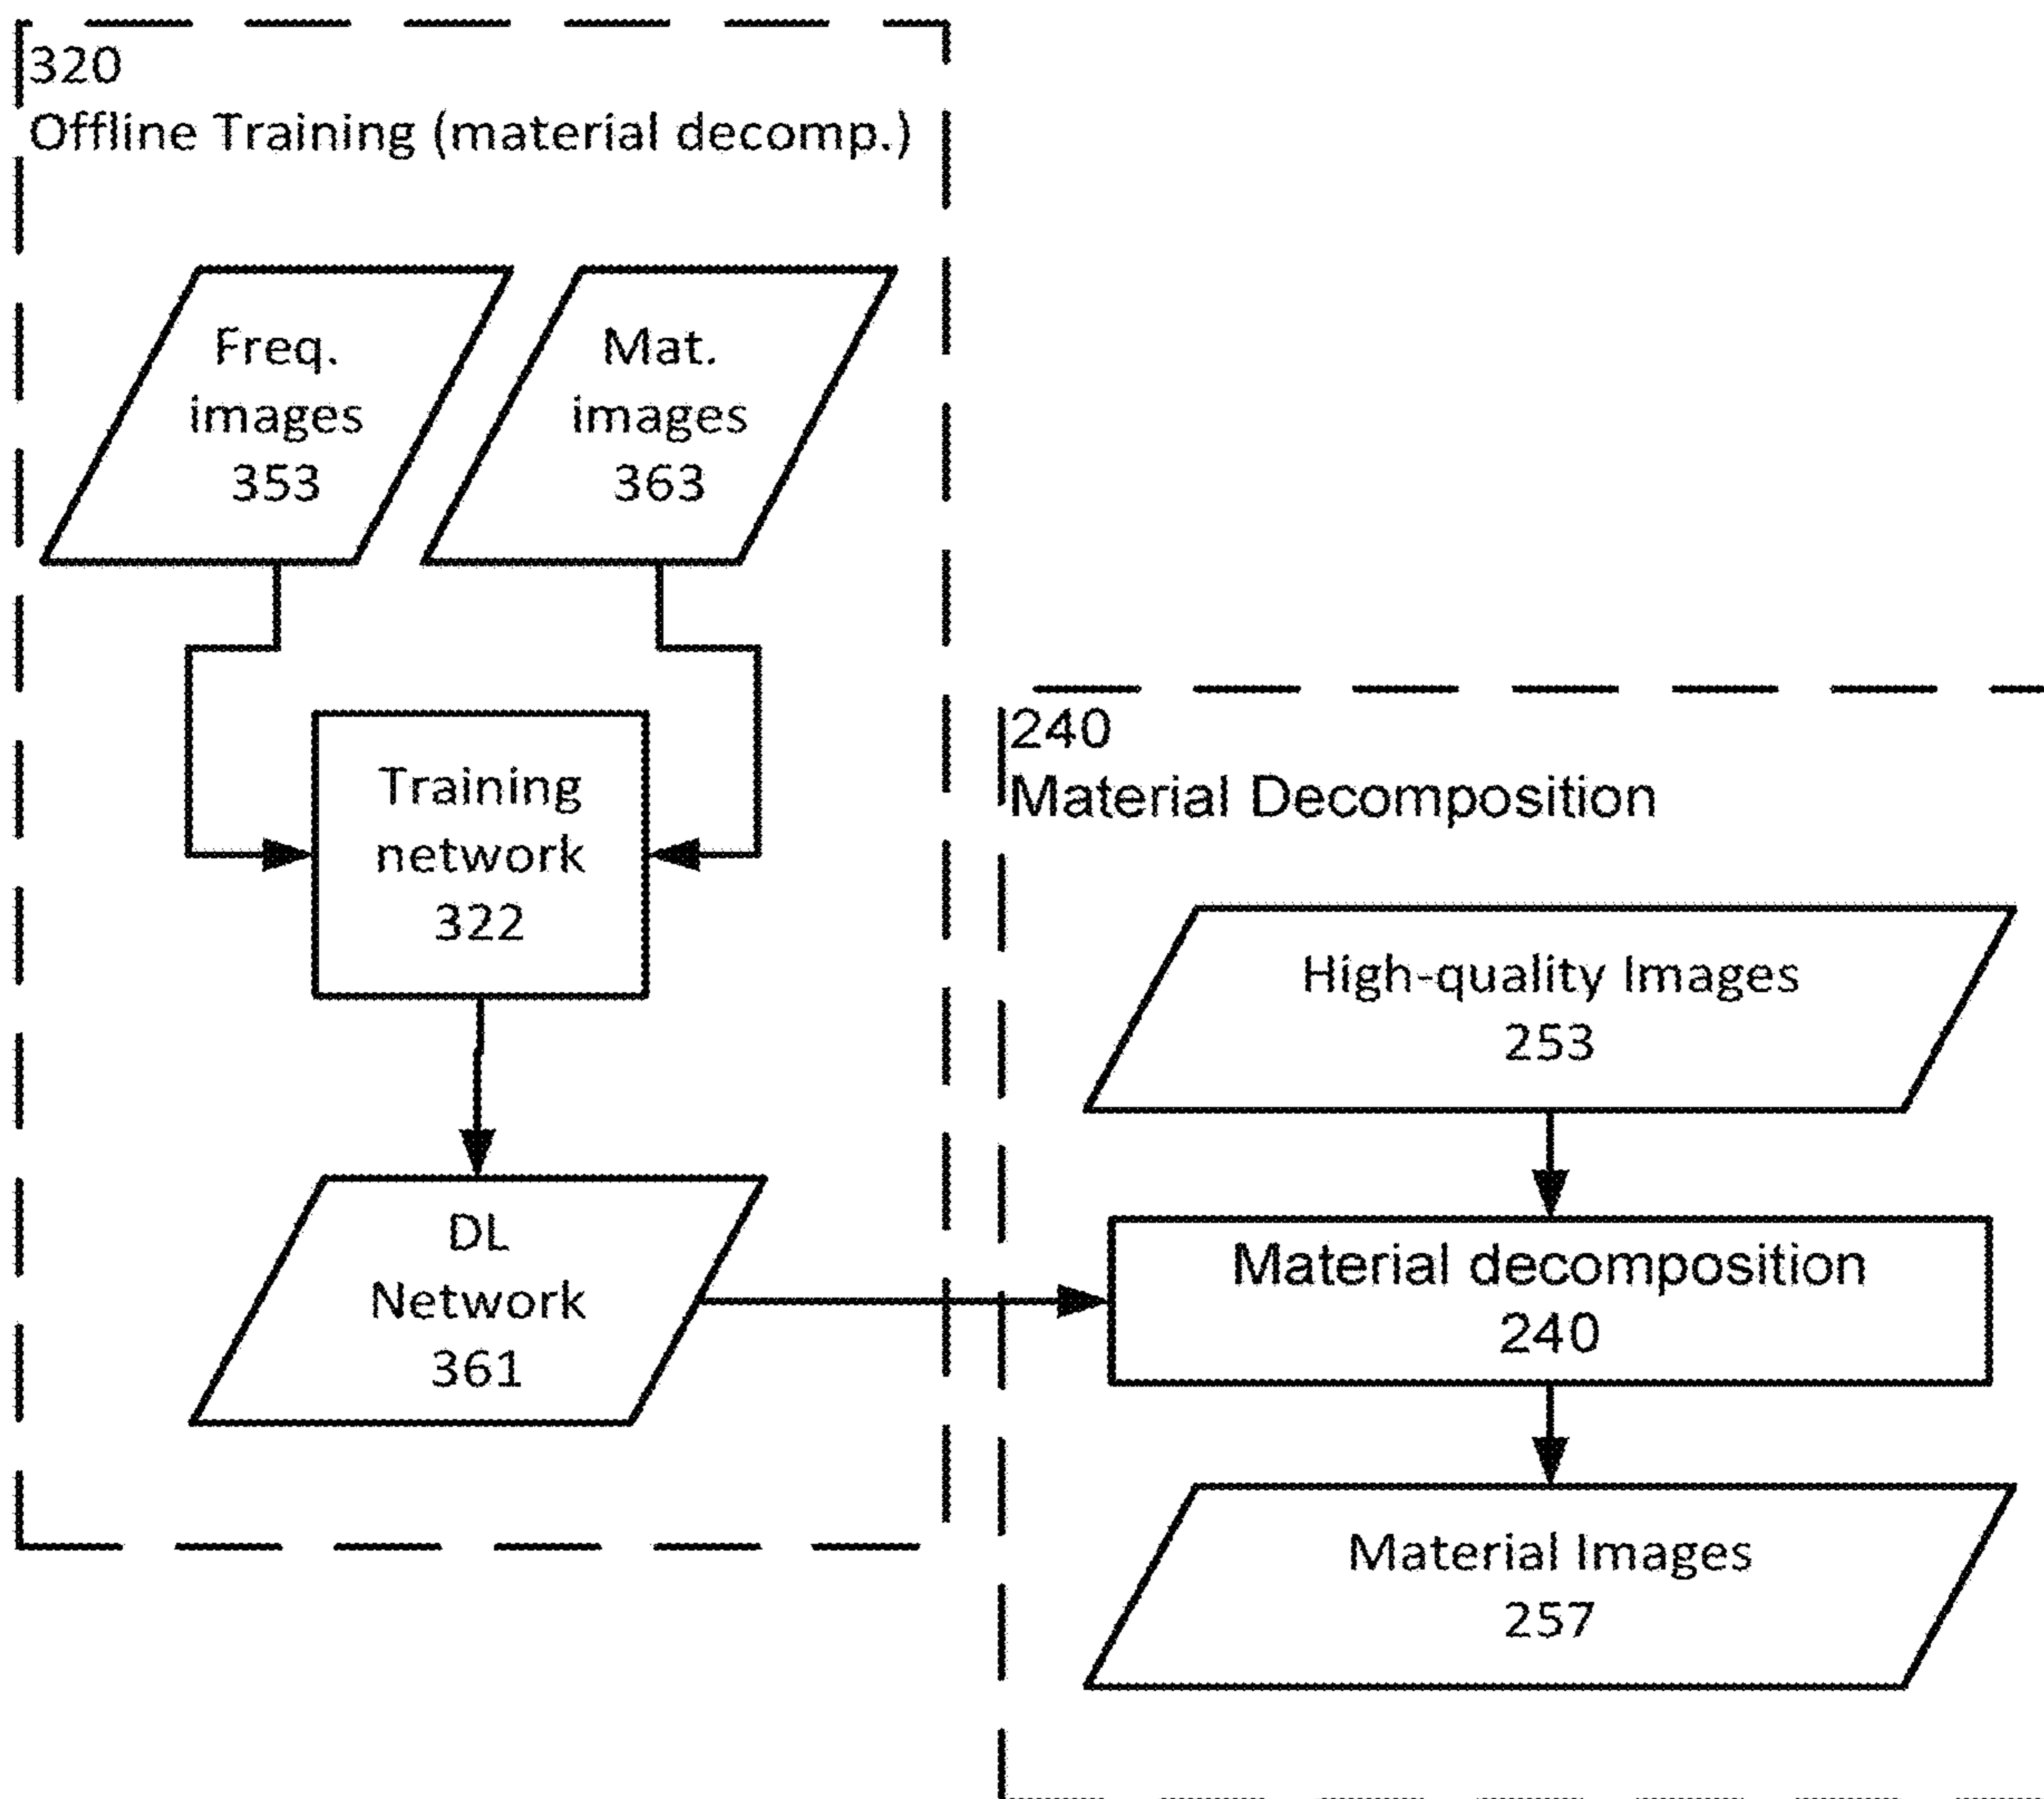 320
Offline Training (material decomp.)
Freq.
images
353
Mat.
images
363
Training
network
322
DL
Network
361
240
Material Decomposition
High-quality Images
253
Material decomposition
240
Material Images
257